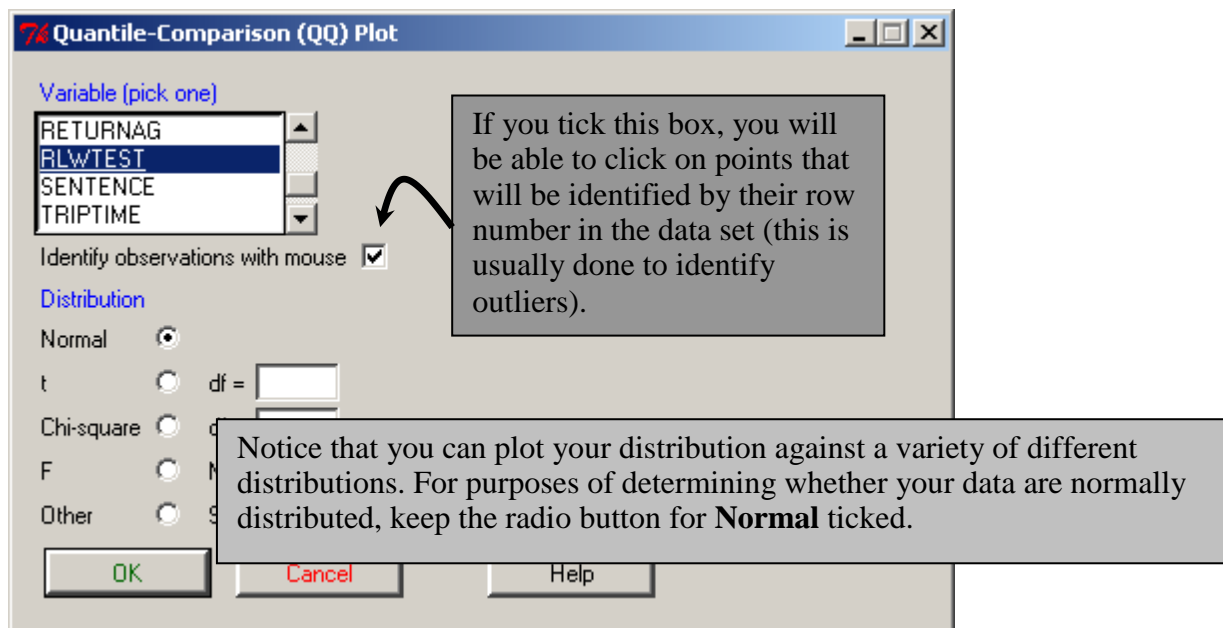 Quantile-Comparison (QQ) Plot
Variable (pick one)
RETURNAG
RLWTEST
SENTENCE
TRIPTIME
Identify observations with mouse
If you tick this box, you will
be able to click on points that
will be identified by their row
number in the data set (this is
usually done to identify
outliers).
Distribution
Normal
t df =
Chi-square
F
Other
Notice that you can plot your distribution against a variety of different
distributions. For purposes of determining whether your data are normally
distributed, keep the radio button for Normal ticked.
OK Cancel Help